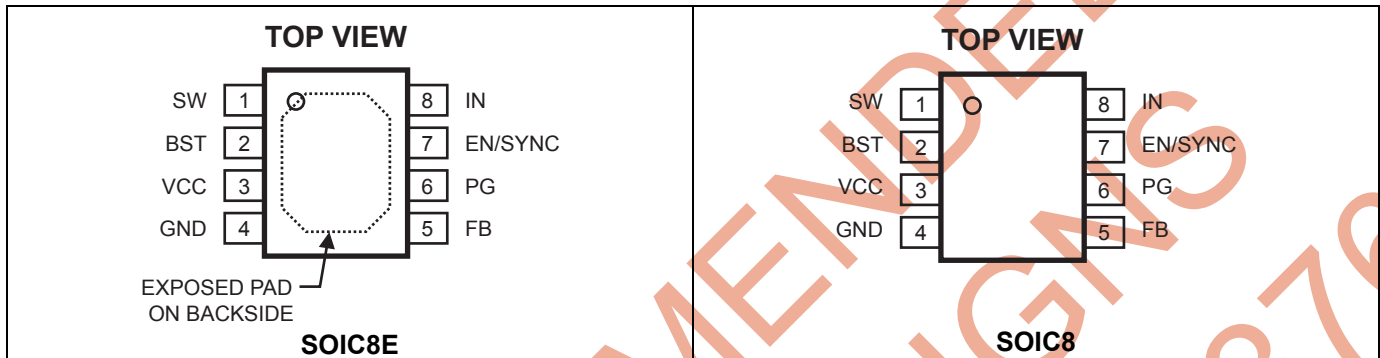 TOP VIEW
SW 1
8 IN
BST 2
7 EN/SYNC
VCC 3
6 PG
GND 4
5 FB
EXPOSED PAD
ON BACKSIDE
SOIC8E
TOP VIEW
SW 1
8 IN
BST 2
7 EN/SYNC
VCC 3
6 PG
GND 4
5 FB
SOIC8